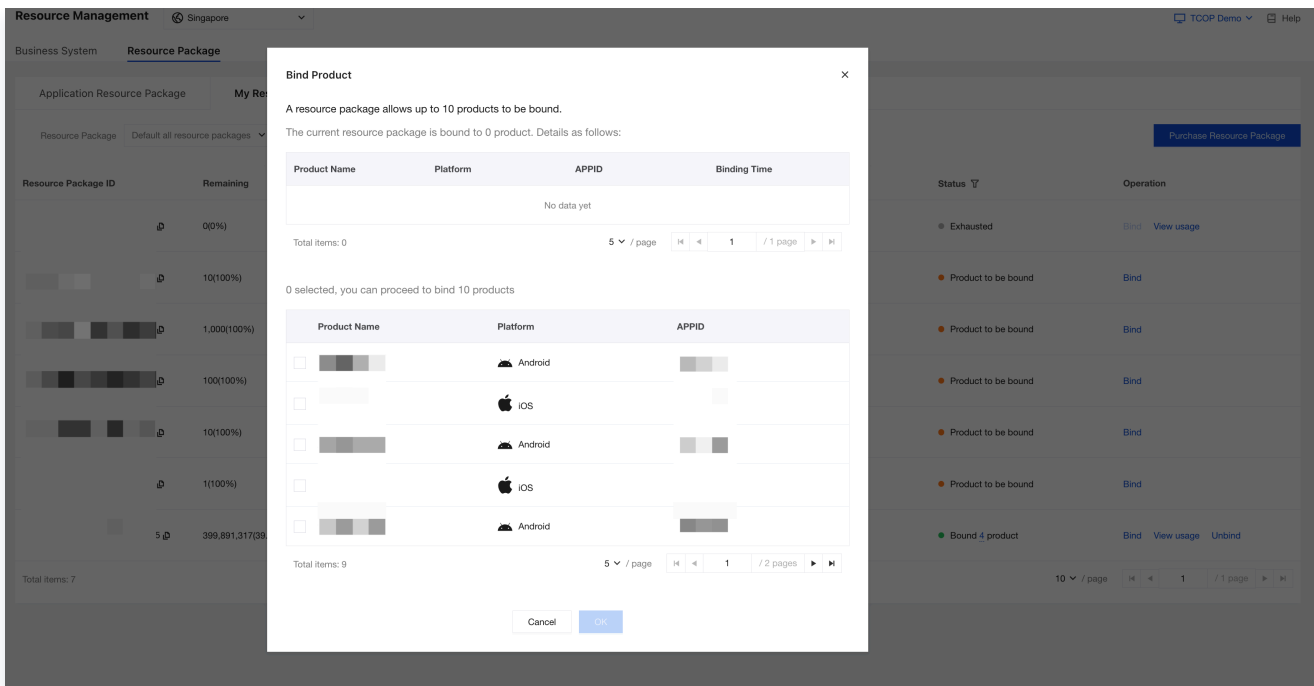 Resource Management Singapore TCOP Demo Help
Business System Resource Package
Application Resource Package My Res
Resource Package Default all resource packages Purchase Resource Package
Resource Package ID Remaining Status Operation
0(0%) Exhausted Bind View usage
10(100%) Product to be bound Bind
1,000(100%) Product to be bound Bind
100(100%) Product to be bound Bind
10(100%) Product to be bound Bind
1(100%) Product to be bound Bind
5 399,891,317(39. Bound 4 product Bind View usage Unbind
Total items: 7 10 / page 1 / 1 page
Bind Product
A resource package allows up to 10 products to be bound.
The current resource package is bound to 0 product. Details as follows:
Product Name Platform APPID Binding Time
No data yet
Total items: 0 5 / page 1 / 1 page
0 selected, you can proceed to bind 10 products
Product Name Platform APPID
Android
iOS
Android
iOS
Android
Total items: 9 5 / page 1 / 2 pages
Cancel OK